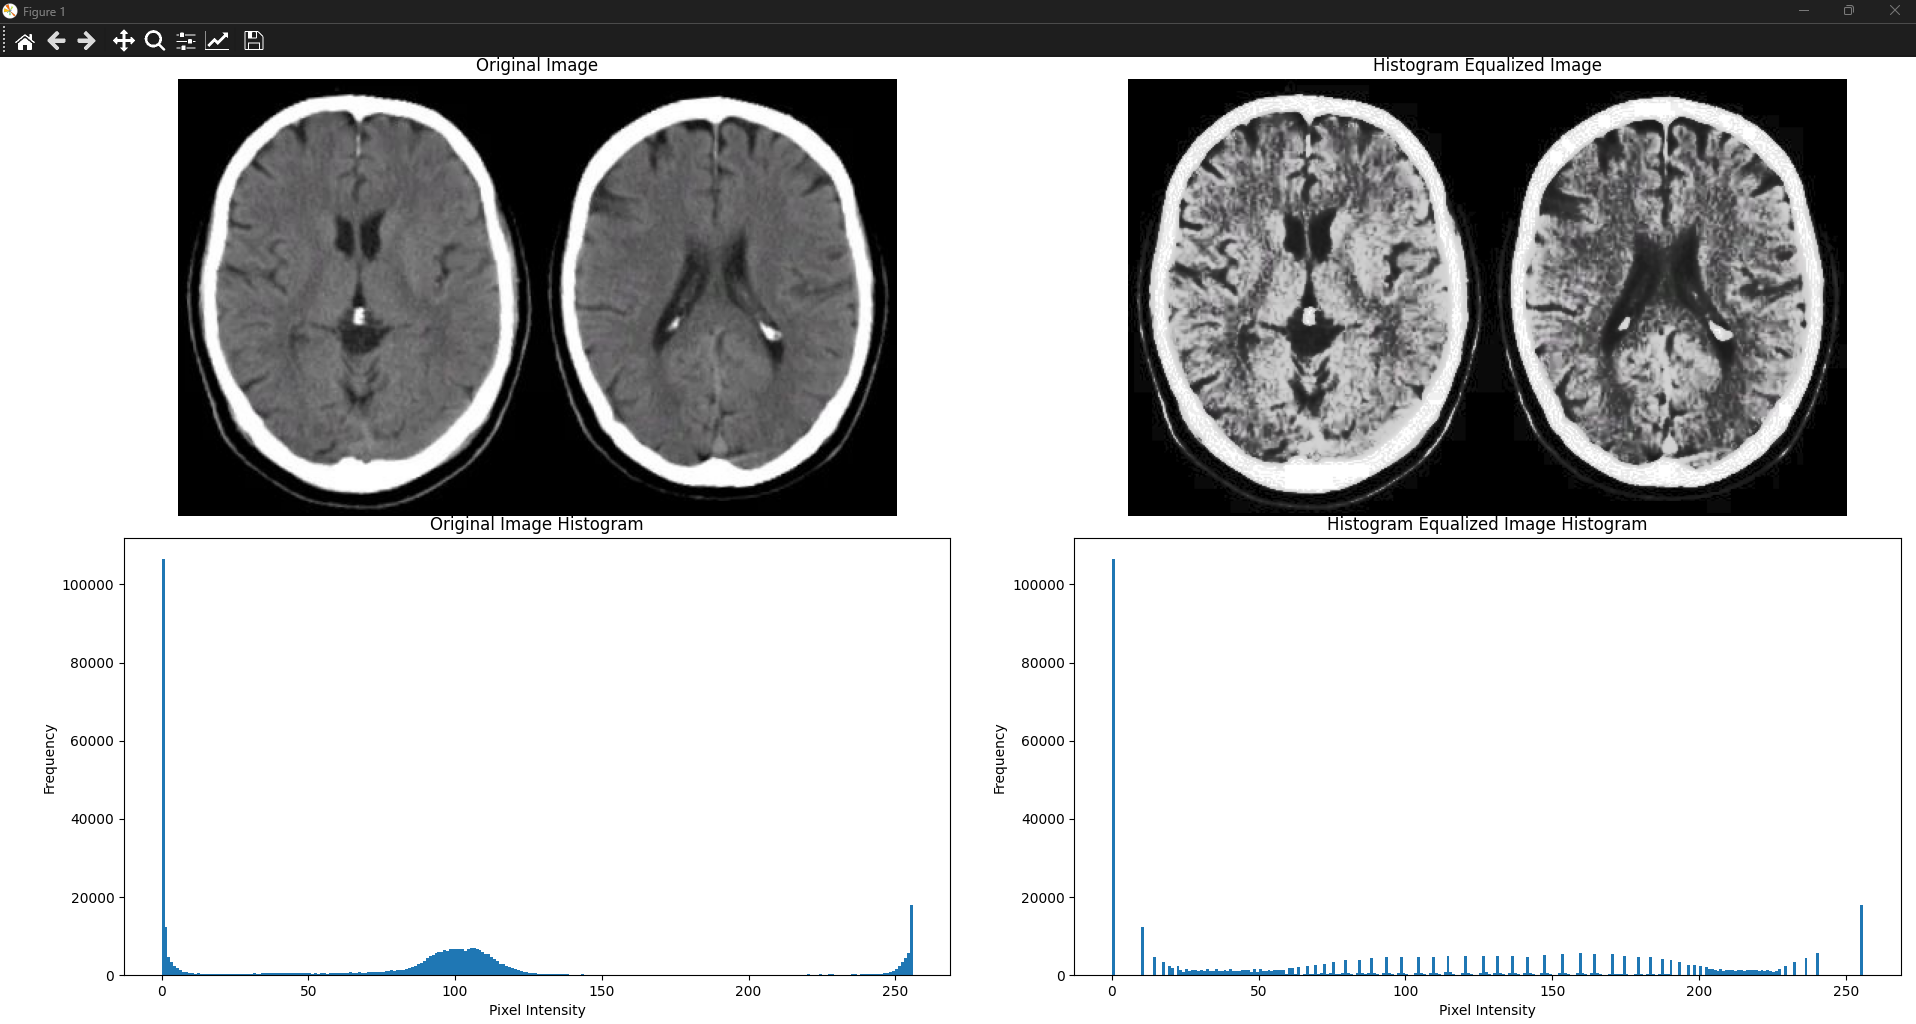 Figure 1
Original Image
Histogram Equalized Image
Original Image Histogram
Histogram Equalized Image Histogram
100000
80000
60000
40000
20000
0
Frequency
0 50 100 150 200 250
Pixel Intensity
100000
80000
60000
40000
20000
0
Frequency
0 50 100 150 200 250
Pixel Intensity